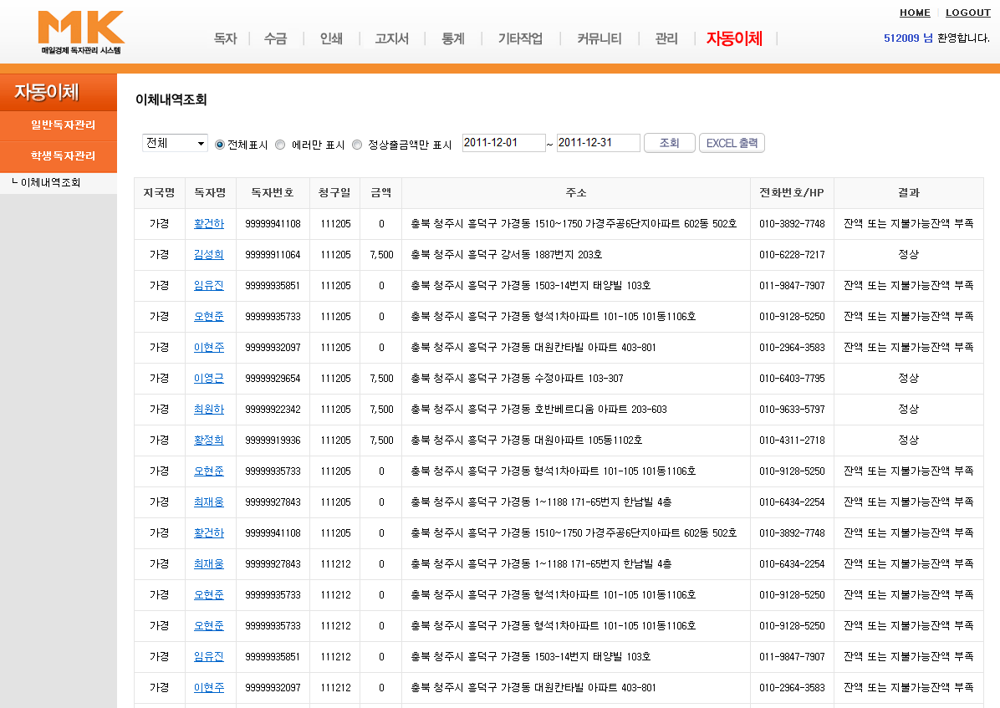 HOME LOGOUT
MK
매일경제 독자관리 시스템
독자 수금 인쇄 고지서 통계 기타작업 커뮤니티 관리 자동이체
512009 님 환영합니다.
자동이체
일반독자관리
학생독자관리
└ 이체내역조회
이체내역조회
전체 전체표시 에러만 표시 정상출금액만 표시 2011-12-01 ~ 2011-12-31 조회 EXCEL 출력
지국명 독자명 독자번호 청구일 금액 주소 전화번호/HP 결과
가경 황건하 99999941108 111205 0 충북 청주시 흥덕구 가경동 1510~1750 가경주공6단지아파트 602동 502호 010-3892-7748 잔액 또는 지불가능잔액 부족
가경 김성희 99999911064 111205 7,500 충북 청주시 흥덕구 강서동 1887번지 203호 010-6228-7217 정상
가경 임유진 99999935851 111205 0 충북 청주시 흥덕구 가경동 1503-14번지 태양빌 103호 011-9847-7907 잔액 또는 지불가능잔액 부족
가경 오현준 99999935733 111205 0 충북 청주시 흥덕구 가경동 형석1차아파트 101-105 101동1106호 010-9128-5250 잔액 또는 지불가능잔액 부족
가경 이현주 99999932097 111205 0 충북 청주시 흥덕구 가경동 대원칸타빌 아파트 403-801 010-2964-3583 잔액 또는 지불가능잔액 부족
가경 이영근 99999929654 111205 7,500 충북 청주시 흥덕구 가경동 수정아파트 103-307 010-6403-7795 정상
가경 최원하 99999922342 111205 7,500 충북 청주시 흥덕구 가경동 호반베르디움 아파트 203-603 010-9633-5797 정상
가경 황정희 99999919936 111205 7,500 충북 청주시 흥덕구 가경동 대원아파트 105동1102호 010-4311-2718 정상
가경 오현준 99999935733 111205 0 충북 청주시 흥덕구 가경동 형석1차아파트 101-105 101동1106호 010-9128-5250 잔액 또는 지불가능잔액 부족
가경 최재웅 99999927843 111205 0 충북 청주시 흥덕구 가경동 1~1188 171-65번지 한남빌 4층 010-6434-2254 잔액 또는 지불가능잔액 부족
가경 황건하 99999941108 111205 0 충북 청주시 흥덕구 가경동 1510~1750 가경주공6단지아파트 602동 502호 010-3892-7748 잔액 또는 지불가능잔액 부족
가경 최재웅 99999927843 111212 0 충북 청주시 흥덕구 가경동 1~1188 171-65번지 한남빌 4층 010-6434-2254 잔액 또는 지불가능잔액 부족
가경 오현준 99999935733 111212 0 충북 청주시 흥덕구 가경동 형석1차아파트 101-105 101동1106호 010-9128-5250 잔액 또는 지불가능잔액 부족
가경 오현준 99999935733 111212 0 충북 청주시 흥덕구 가경동 형석1차아파트 101-105 101동1106호 010-9128-5250 잔액 또는 지불가능잔액 부족
가경 임유진 99999935851 111212 0 충북 청주시 흥덕구 가경동 1503-14번지 태양빌 103호 011-9847-7907 잔액 또는 지불가능잔액 부족
가경 이현주 99999932097 111212 0 충북 청주시 흥덕구 가경동 대원칸타빌 아파트 403-801 010-2964-3583 잔액 또는 지불가능잔액 부족